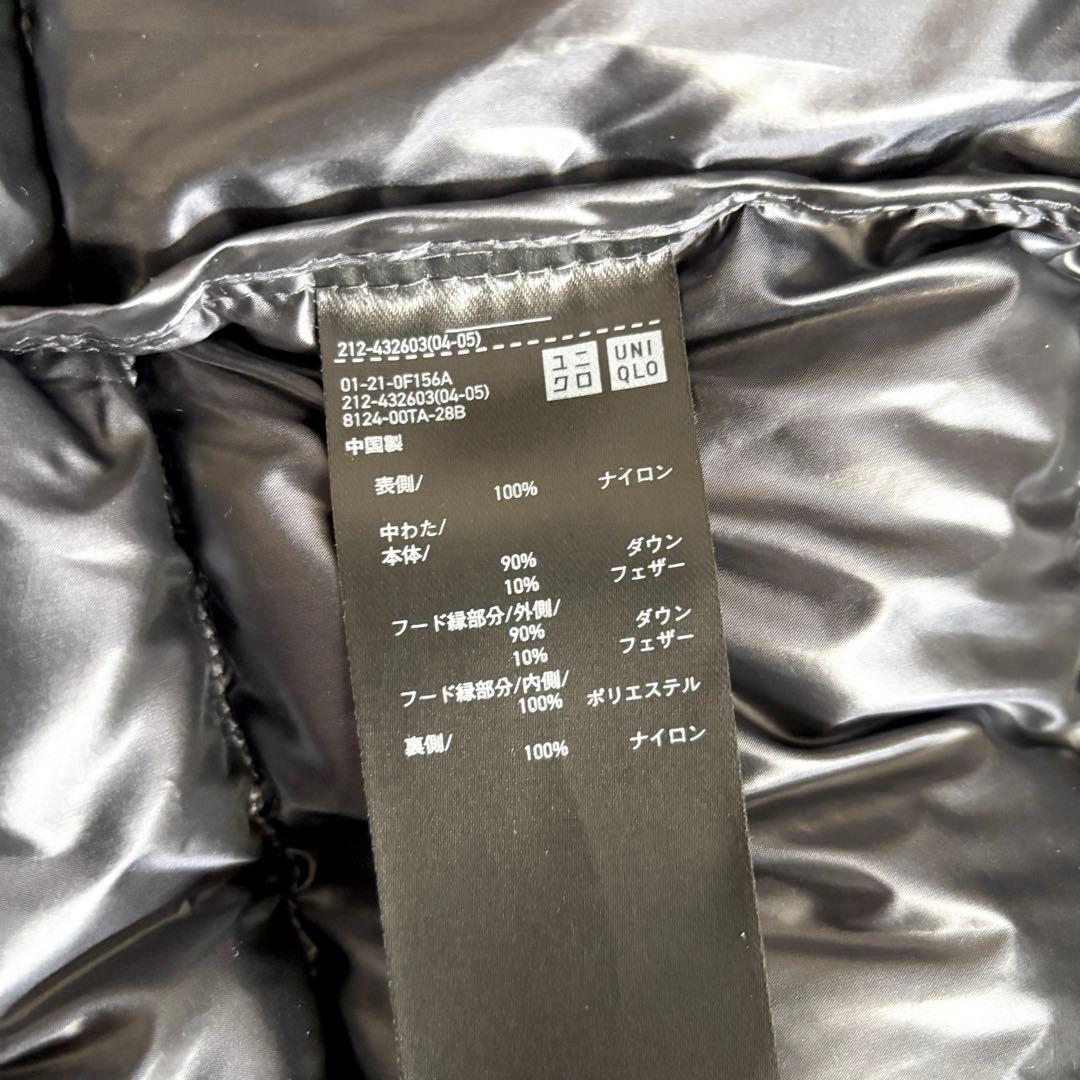 212-432603(04-05)
ユニ
クロ
UNI
QLO
01-21-0F156A
212-432603(04-05)
8124-00TA-28B
中国製
表側/
100% ナイロン
中わた/
本体/
90% ダウン
10% フェザー
フード縁部分/外側/
90% ダウン
10% フェザー
フード縁部分/内側/
100% ポリエステル
裏側/
100% ナイロン